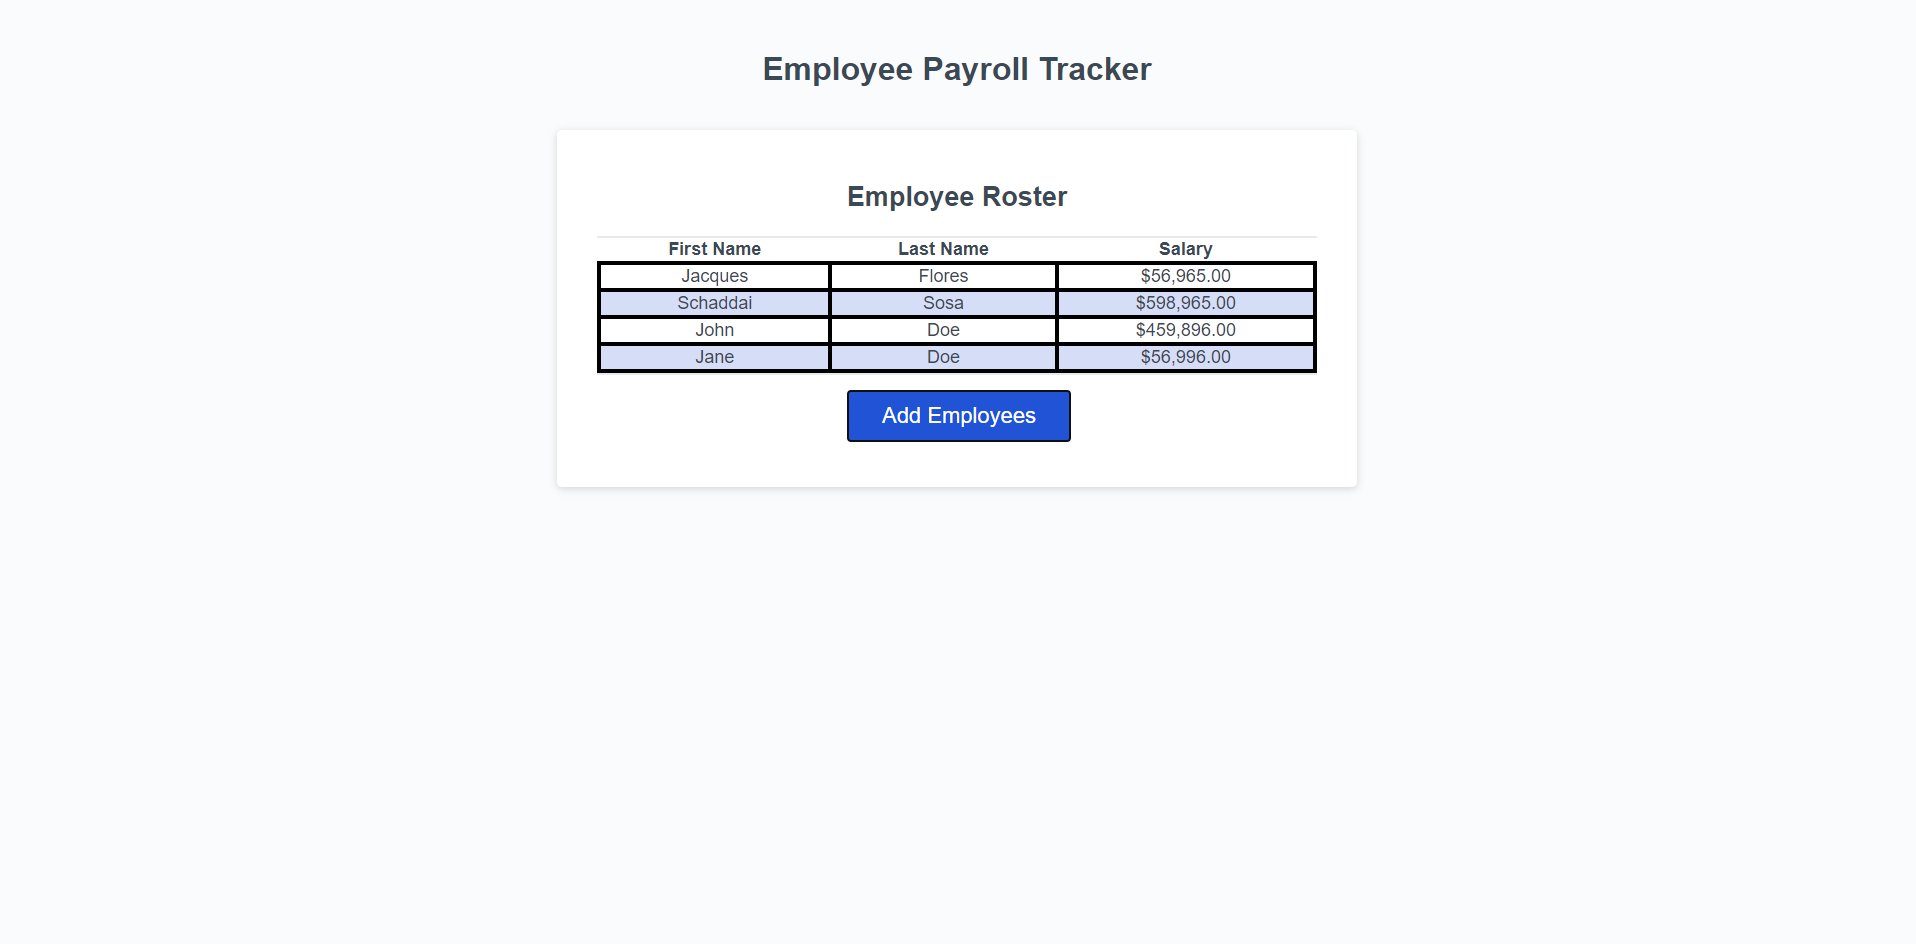 Employee Payroll Tracker
Employee Roster
First Name Last Name Salary
Jacques Flores $56,965.00
Schaddai Sosa $598,965.00
John Doe $459,896.00
Jane Doe $56,996.00
Add Employees